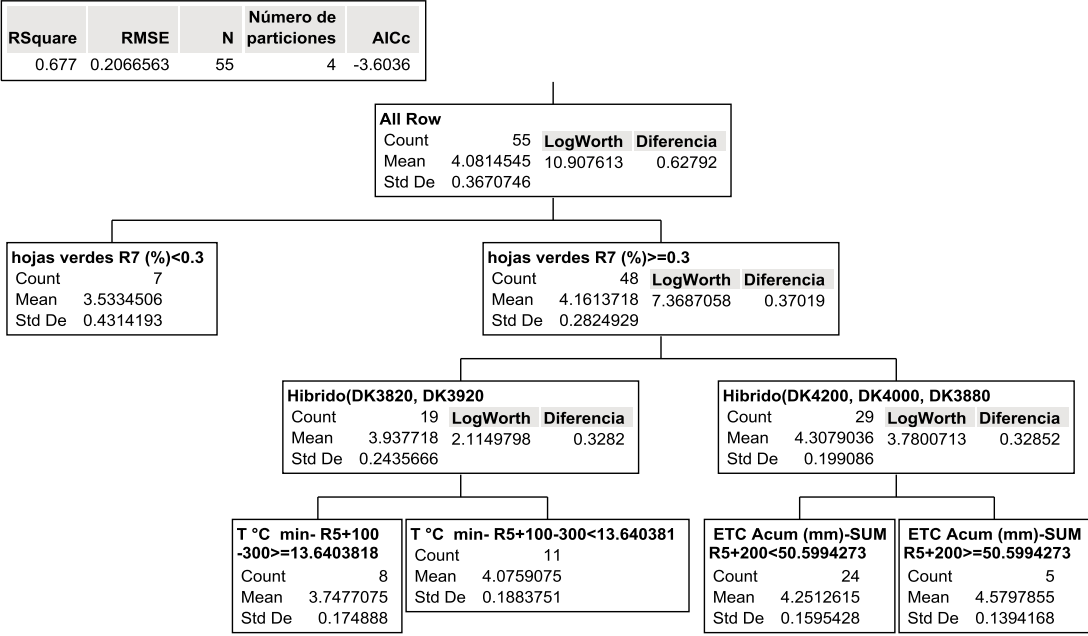 RSquare RMSE N Número de particiones AICc
0.677 0.2066563 55 4 -3.6036
All Row
Count 55 LogWorth Diferencia
Mean 4.0814545 10.907613 0.62792
Std De 0.3670746
hojas verdes R7 (%)<0.3
Count 7
Mean 3.5334506
Std De 0.4314193
hojas verdes R7 (%)>=0.3
Count 48 LogWorth Diferencia
Mean 4.1613718 7.3687058 0.37019
Std De 0.2824929
Hibrido(DK3820, DK3920
Count 19 LogWorth Diferencia
Mean 3.937718 2.1149798 0.3282
Std De 0.2435666
Hibrido(DK4200, DK4000, DK3880
Count 29 LogWorth Diferencia
Mean 4.3079036 3.7800713 0.32852
Std De 0.199086
T °C min- R5+100
-300>=13.6403818
Count 8
Mean 3.7477075
Std De 0.174888
T °C min- R5+100-300<13.640381
Count 11
Mean 4.0759075
Std De 0.1883751
ETC Acum (mm)-SUM
R5+200<50.5994273
Count 24
Mean 4.2512615
Std De 0.1595428
ETC Acum (mm)-SUM
R5+200>=50.5994273
Count 5
Mean 4.5797855
Std De 0.1394168